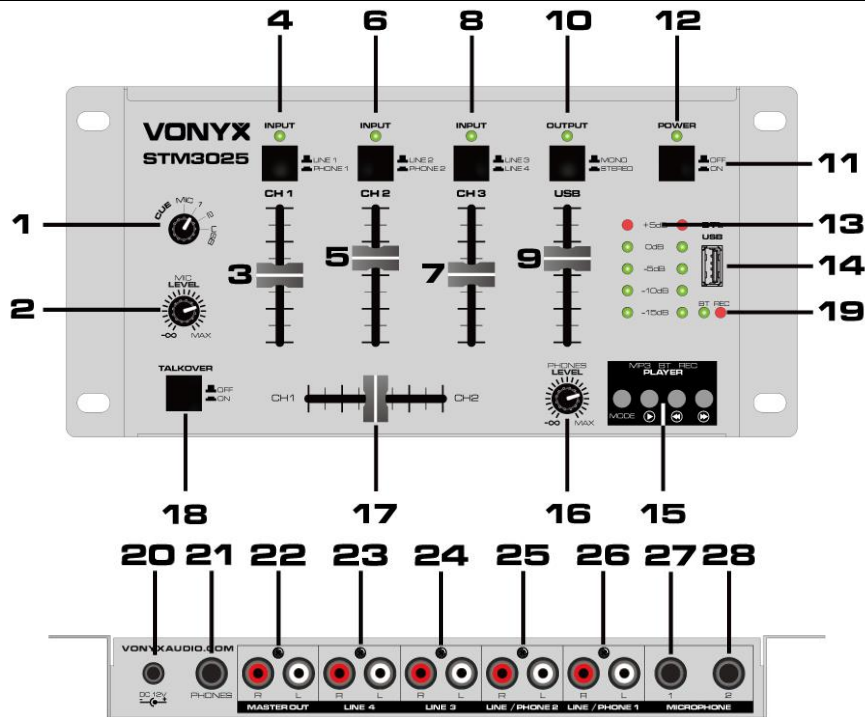 4 6 8 10 12
VONYX
STM3025
INPUT
LINE 1
PHONE 1
CH 1
INPUT
LINE 2
PHONE 2
CH 2
INPUT
LINE 3
LINE 4
CH 3
OUTPUT
MONO
STEREO
USB
POWER
OFF
ON
11
1
CUE MIC 1 2 USB
2
MIC
LEVEL
-∞ MAX
3
5
7
9
+5dB
0dB
-5dB
-10dB
-15dB
13
USB
14
BT REC
19
TALKOVER
OFF
ON
CH1 CH2
PHONES
LEVEL
-∞ MAX
MP3 BT REC
PLAYER
MODE
18 17 16 15
20 21 22 23 24 25 26 27 28
VONYXAUDIO.COM
DC 12V
- +
PHONES
R L
MASTER OUT
R L
LINE 4
R L
LINE 3
R L
LINE / PHONE 2
R L
LINE / PHONE 1
1 2
MICROPHONE